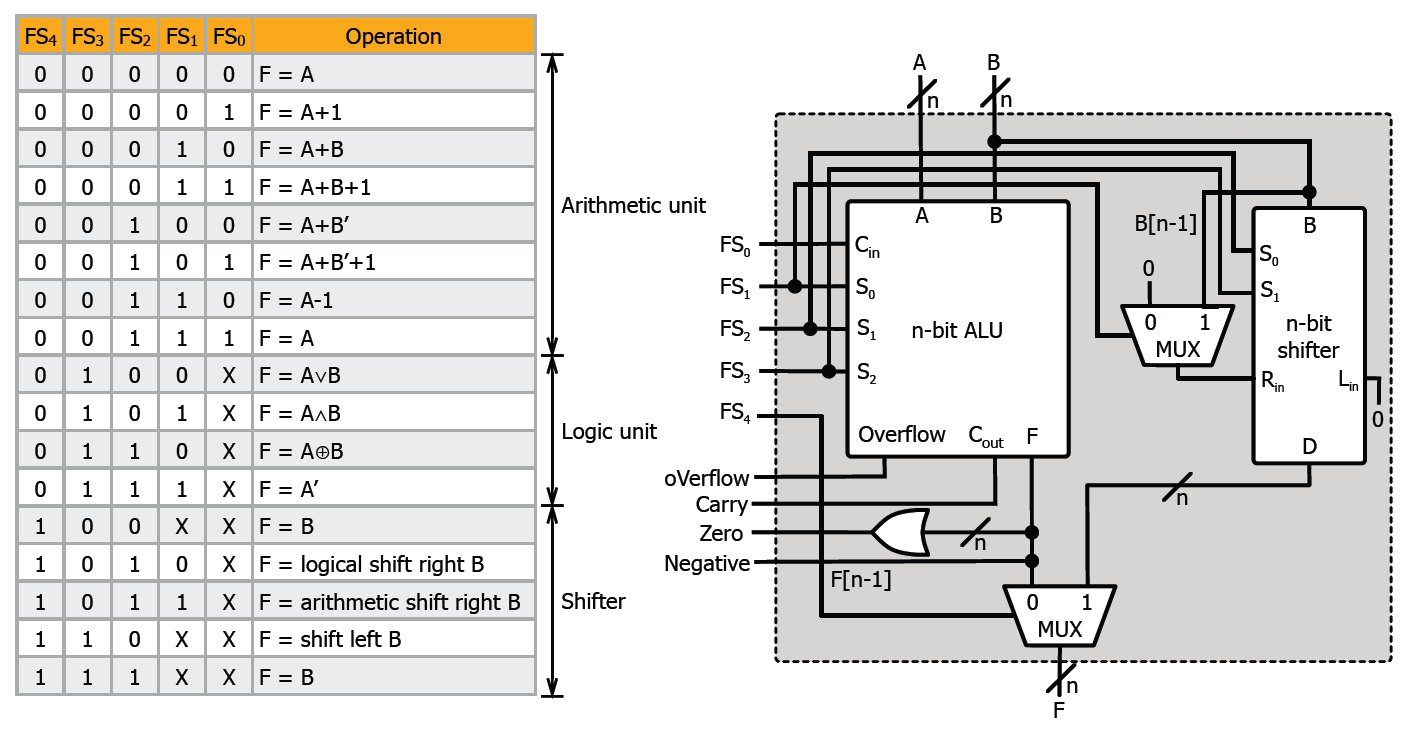 FS4 FS3 FS2 FS1 FS0 Operation
0 0 0 0 0 F = A
0 0 0 0 1 F = A+1
0 0 0 1 0 F = A+B
0 0 0 1 1 F = A+B+1
0 0 1 0 0 F = A+B′
0 0 1 0 1 F = A+B′+1
0 0 1 1 0 F = A-1
0 0 1 1 1 F = A
0 1 0 0 X F = A∨B
0 1 0 1 X F = A∧B
0 1 1 0 X F = A⊕B
0 1 1 1 X F = A′
1 0 0 X X F = B
1 0 1 0 X F = logical shift right B
1 0 1 1 X F = arithmetic shift right B
1 1 0 X X F = shift left B
1 1 1 X X F = B
Arithmetic unit
Logic unit
Shifter
A B
n n
A B
B[n-1]
B
FS0 Cin
FS1 S0
FS2 S1
FS3 S2
FS4
n-bit ALU
Overflow Cout F
S0
S1
n-bit
shifter
Rin Lin
0
D
0
0 1
MUX
n
oVerflow
Carry
Zero
n
Negative
F[n-1]
0 1
MUX
n
F